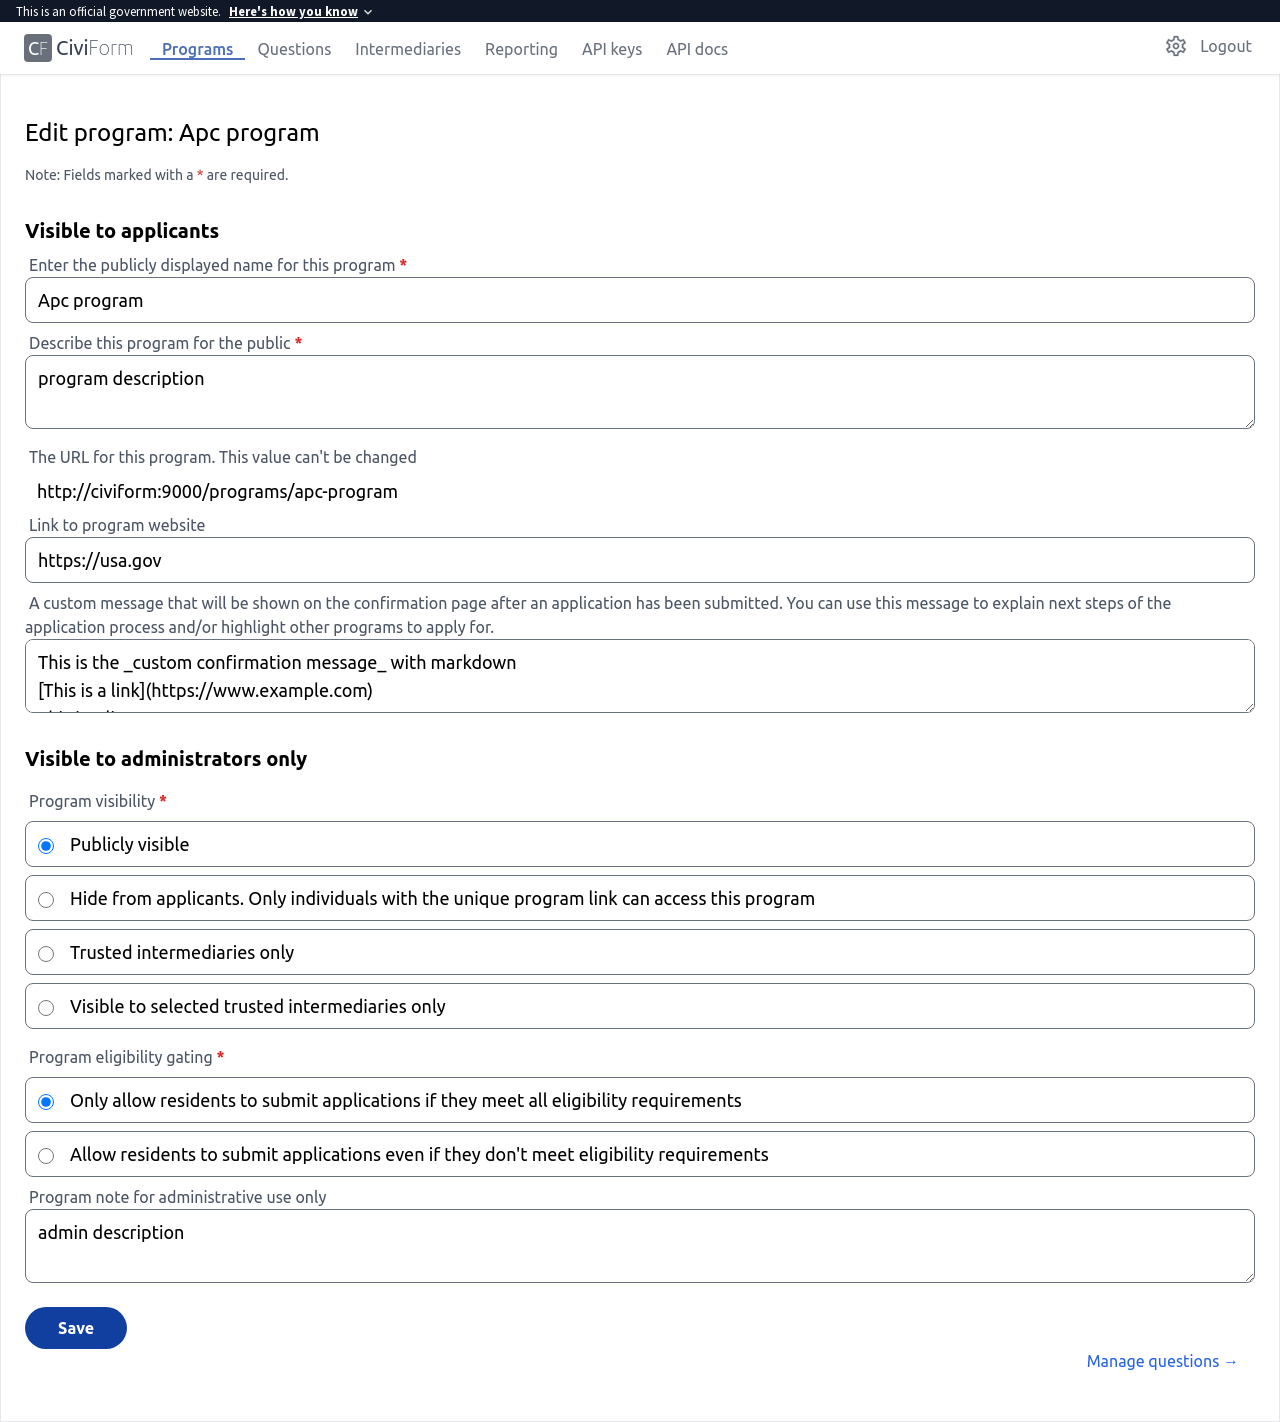 This is an official government website. Here's how you know
CF CiviForm Programs Questions Intermediaries Reporting API keys API docs Logout
Edit program: Apc program
Note: Fields marked with a * are required.
Visible to applicants
Enter the publicly displayed name for this program *
Apc program
Describe this program for the public *
program description
The URL for this program. This value can't be changed
http://civiform:9000/programs/apc-program
Link to program website
https://usa.gov
A custom message that will be shown on the confirmation page after an application has been submitted. You can use this message to explain next steps of the
application process and/or highlight other programs to apply for.
This is the _custom confirmation message_ with markdown
[This is a link](https://www.example.com)
Visible to administrators only
Program visibility *
Publicly visible
Hide from applicants. Only individuals with the unique program link can access this program
Trusted intermediaries only
Visible to selected trusted intermediaries only
Program eligibility gating *
Only allow residents to submit applications if they meet all eligibility requirements
Allow residents to submit applications even if they don't meet eligibility requirements
Program note for administrative use only
admin description
Save
Manage questions →